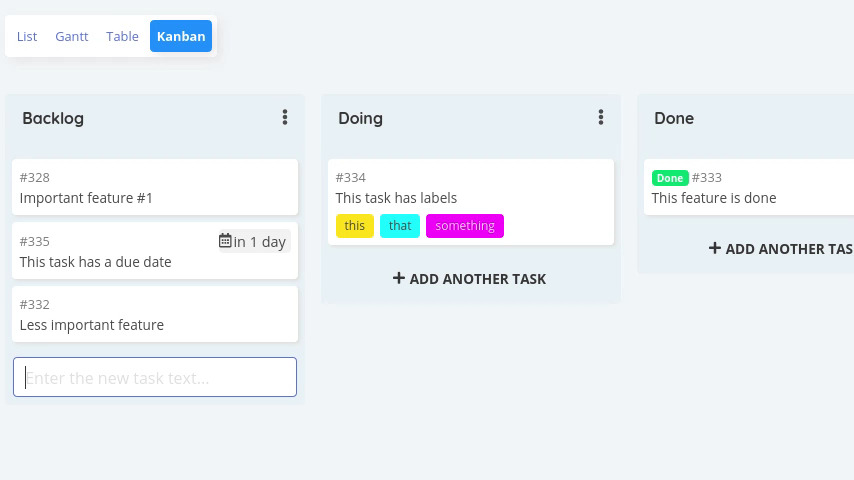 List Gantt Table Kanban
Backlog
#328
Important feature #1
#335 in 1 day
This task has a due date
#332
Less important feature
Enter the new task text...
Doing
#334
This task has labels
this that something
ADD ANOTHER TASK
Done
Done #333
This feature is done
ADD ANOTHER TAS